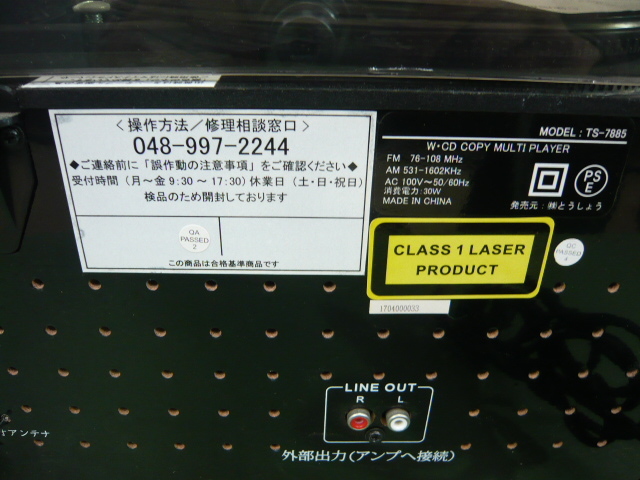 〈操作方法／修理相談窓口〉
048-997-2244
◆ご連絡前に「誤作動の注意事項」をご確認ください◆
受付時間（月～金 9:30 ～ 17:30）休業日（土・日・祝日）
検品のため開封しております
QA
PASSED
2
この商品は合格基準商品です
MODEL: TS-7885
W・CD COPY MULTI PLAYER
FM 76-108 MHz
AM 531-1602KHz
AC 100V～50/60Hz
消費電力: 30W
MADE IN CHINA
PS
E
発売元: ㈱とうしょう
CLASS 1 LASER
PRODUCT
QC
PASSED
4
1704000033
LINE OUT
R L
外部出力(アンプへ接続)
アンテナ